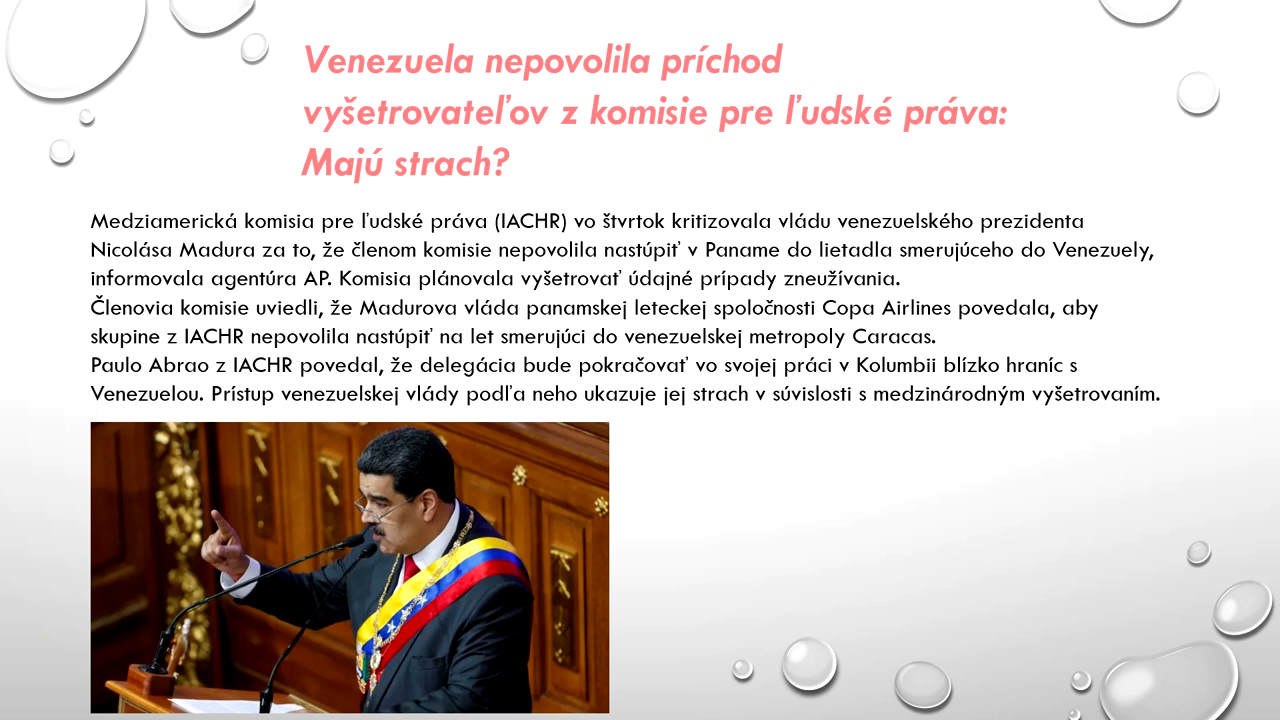 Venezuela nepovolila príchod
vyšetrovateľov z komisie pre ľudské práva:
Majú strach?
Medziamerická komisia pre ľudské práva (IACHR) vo štvrtok kritizovala vládu venezuelského prezidenta
Nicolása Madura za to, že členom komisie nepovolila nastúpiť v Paname do lietadla smerujúceho do Venezuely,
informovala agentúra AP. Komisia plánovala vyšetrovať údajné prípady zneužívania.
Členovia komisie uviedli, že Madurova vláda panamskej leteckej spoločnosti Copa Airlines povedala, aby
skupine z IACHR nepovolila nastúpiť na let smerujúci do venezuelskej metropoly Caracas.
Paulo Abrao z IACHR povedal, že delegácia bude pokračovať vo svojej práci v Kolumbii blízko hraníc s
Venezuelou. Prístup venezuelskej vlády podľa neho ukazuje jej strach v súvislosti s medzinárodným vyšetrovaním.